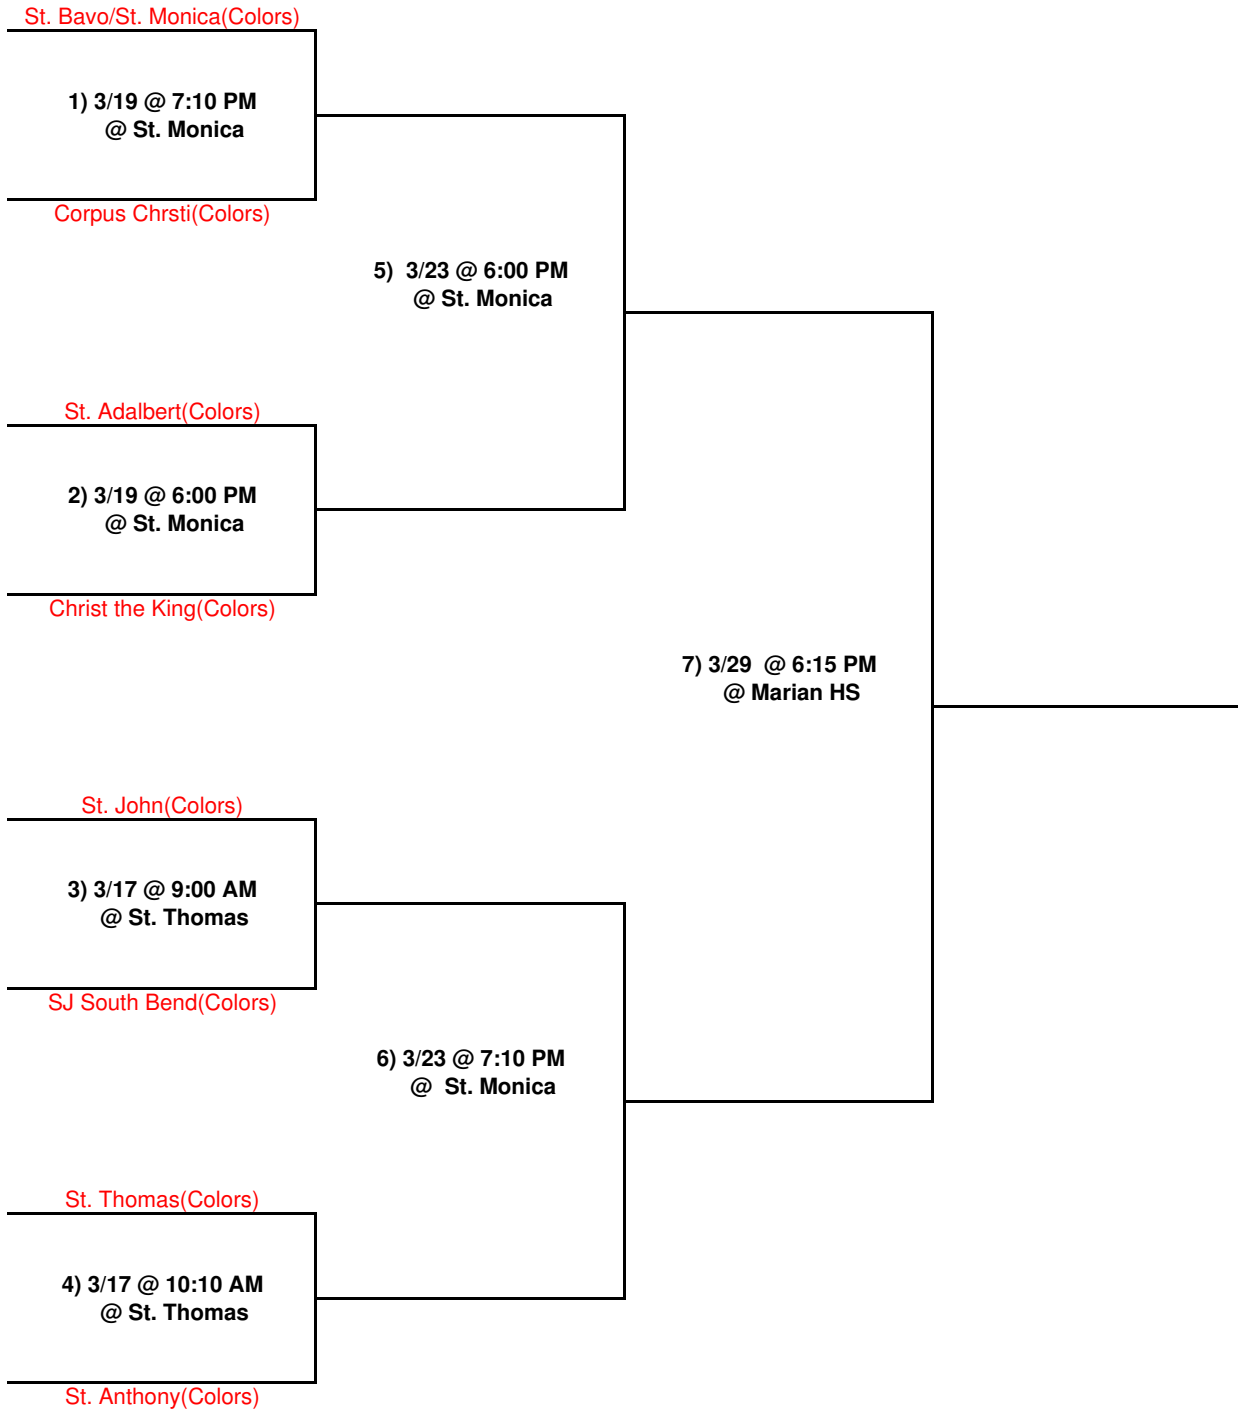 St. Bavo/St. Monica(Colors)
1) 3/19 @ 7:10 PM
@ St. Monica
Corpus Chrsti(Colors)
5) 3/23 @ 6:00 PM
@ St. Monica
St. Adalbert(Colors)
2) 3/19 @ 6:00 PM
@ St. Monica
Christ the King(Colors)
7) 3/29 @ 6:15 PM
@ Marian HS
St. John(Colors)
3) 3/17 @ 9:00 AM
@ St. Thomas
SJ South Bend(Colors)
6) 3/23 @ 7:10 PM
@ St. Monica
St. Thomas(Colors)
4) 3/17 @ 10:10 AM
@ St. Thomas
St. Anthony(Colors)